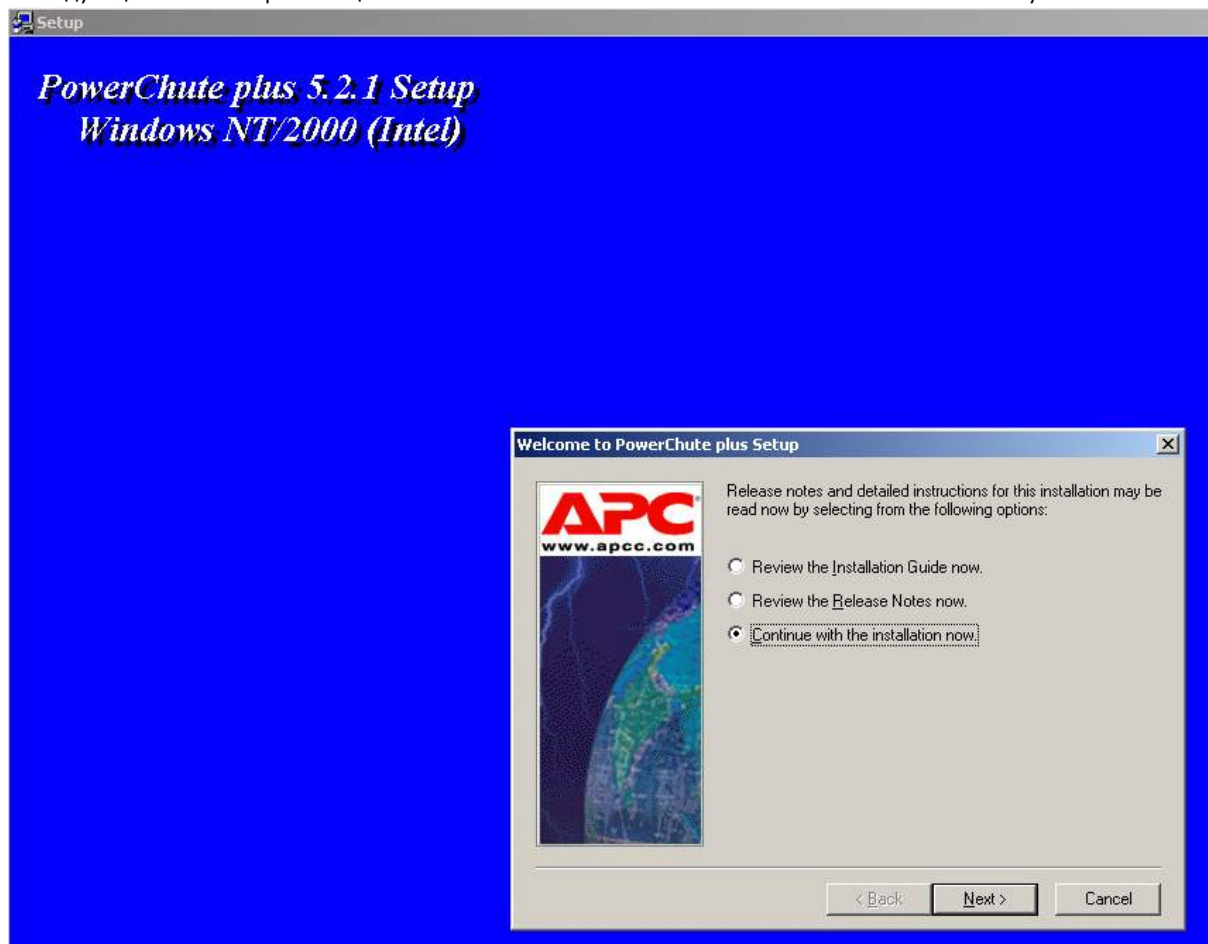 Setup
PowerChute plus 5.2.1 Setup
Windows NT/2000 (Intel)
Welcome to PowerChute plus Setup
APC
www.apcc.com
Release notes and detailed instructions for this installation may be
read now by selecting from the following options:
Review the Installation Guide now.
Review the Release Notes now.
Continue with the installation now.
< Back
Next >
Cancel